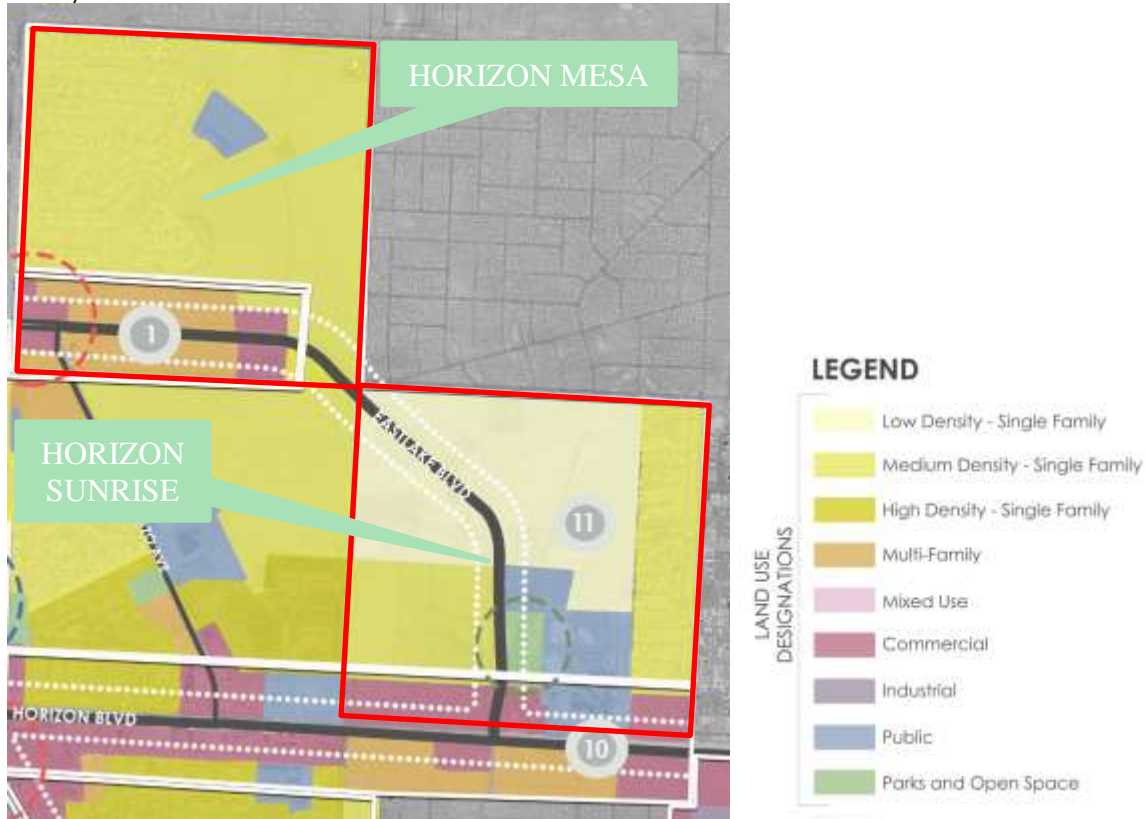 HORIZON MESA
1
EASTLAKE BLVD
HORIZON
SUNRISE
11
AVE
HORIZON BLVD
10
LEGEND
LAND USE
DESIGNATIONS
Low Density - Single Family
Medium Density - Single Family
High Density - Single Family
Multi-Family
Mixed Use
Commercial
Industrial
Public
Parks and Open Space